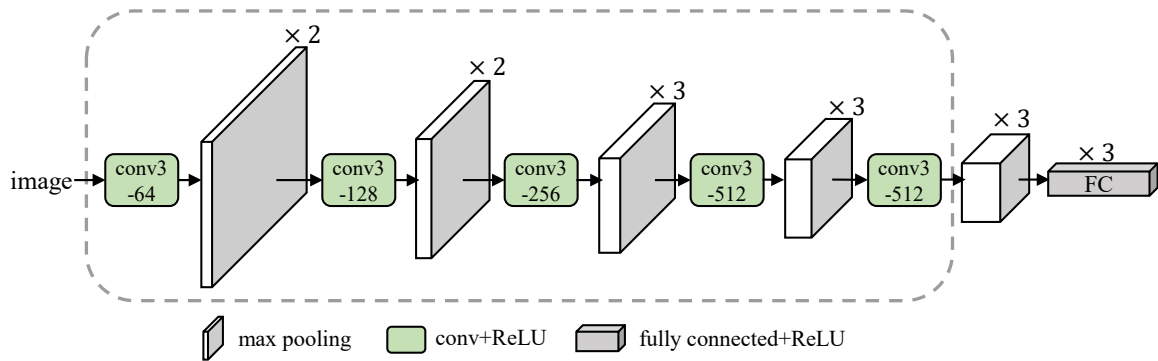 × 2
× 2
× 3
× 3
× 3
× 3
image
conv3
-64
conv3
-128
conv3
-256
conv3
-512
conv3
-512
FC
max pooling
conv+ReLU
fully connected+ReLU